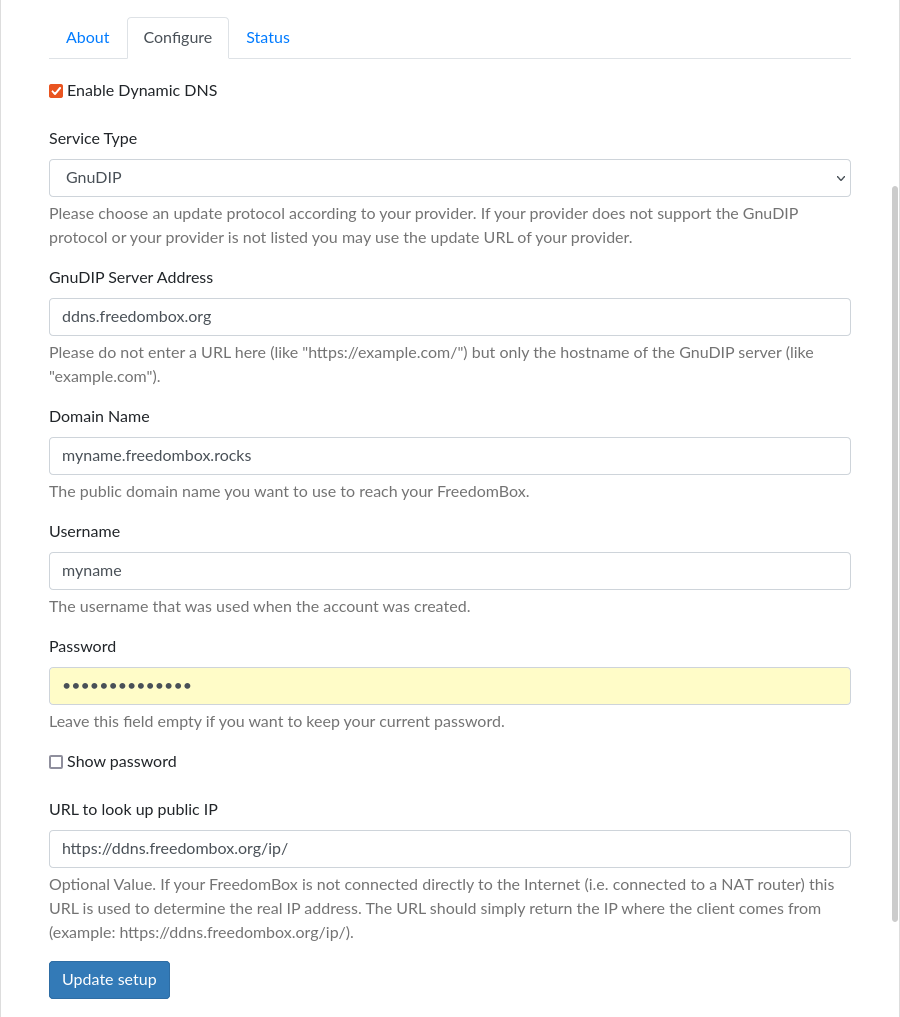 About Configure Status
Enable Dynamic DNS
Service Type
GnuDIP
Please choose an update protocol according to your provider. If your provider does not support the GnuDIP
protocol or your provider is not listed you may use the update URL of your provider.
GnuDIP Server Address
ddns.freedombox.org
Please do not enter a URL here (like "https://example.com/") but only the hostname of the GnuDIP server (like
"example.com").
Domain Name
myname.freedombox.rocks
The public domain name you want to use to reach your FreedomBox.
Username
myname
The username that was used when the account was created.
Password
••••••••••••••
Leave this field empty if you want to keep your current password.
Show password
URL to look up public IP
https://ddns.freedombox.org/ip/
Optional Value. If your FreedomBox is not connected directly to the Internet (i.e. connected to a NAT router) this
URL is used to determine the real IP address. The URL should simply return the IP where the client comes from
(example: https://ddns.freedombox.org/ip/).
Update setup